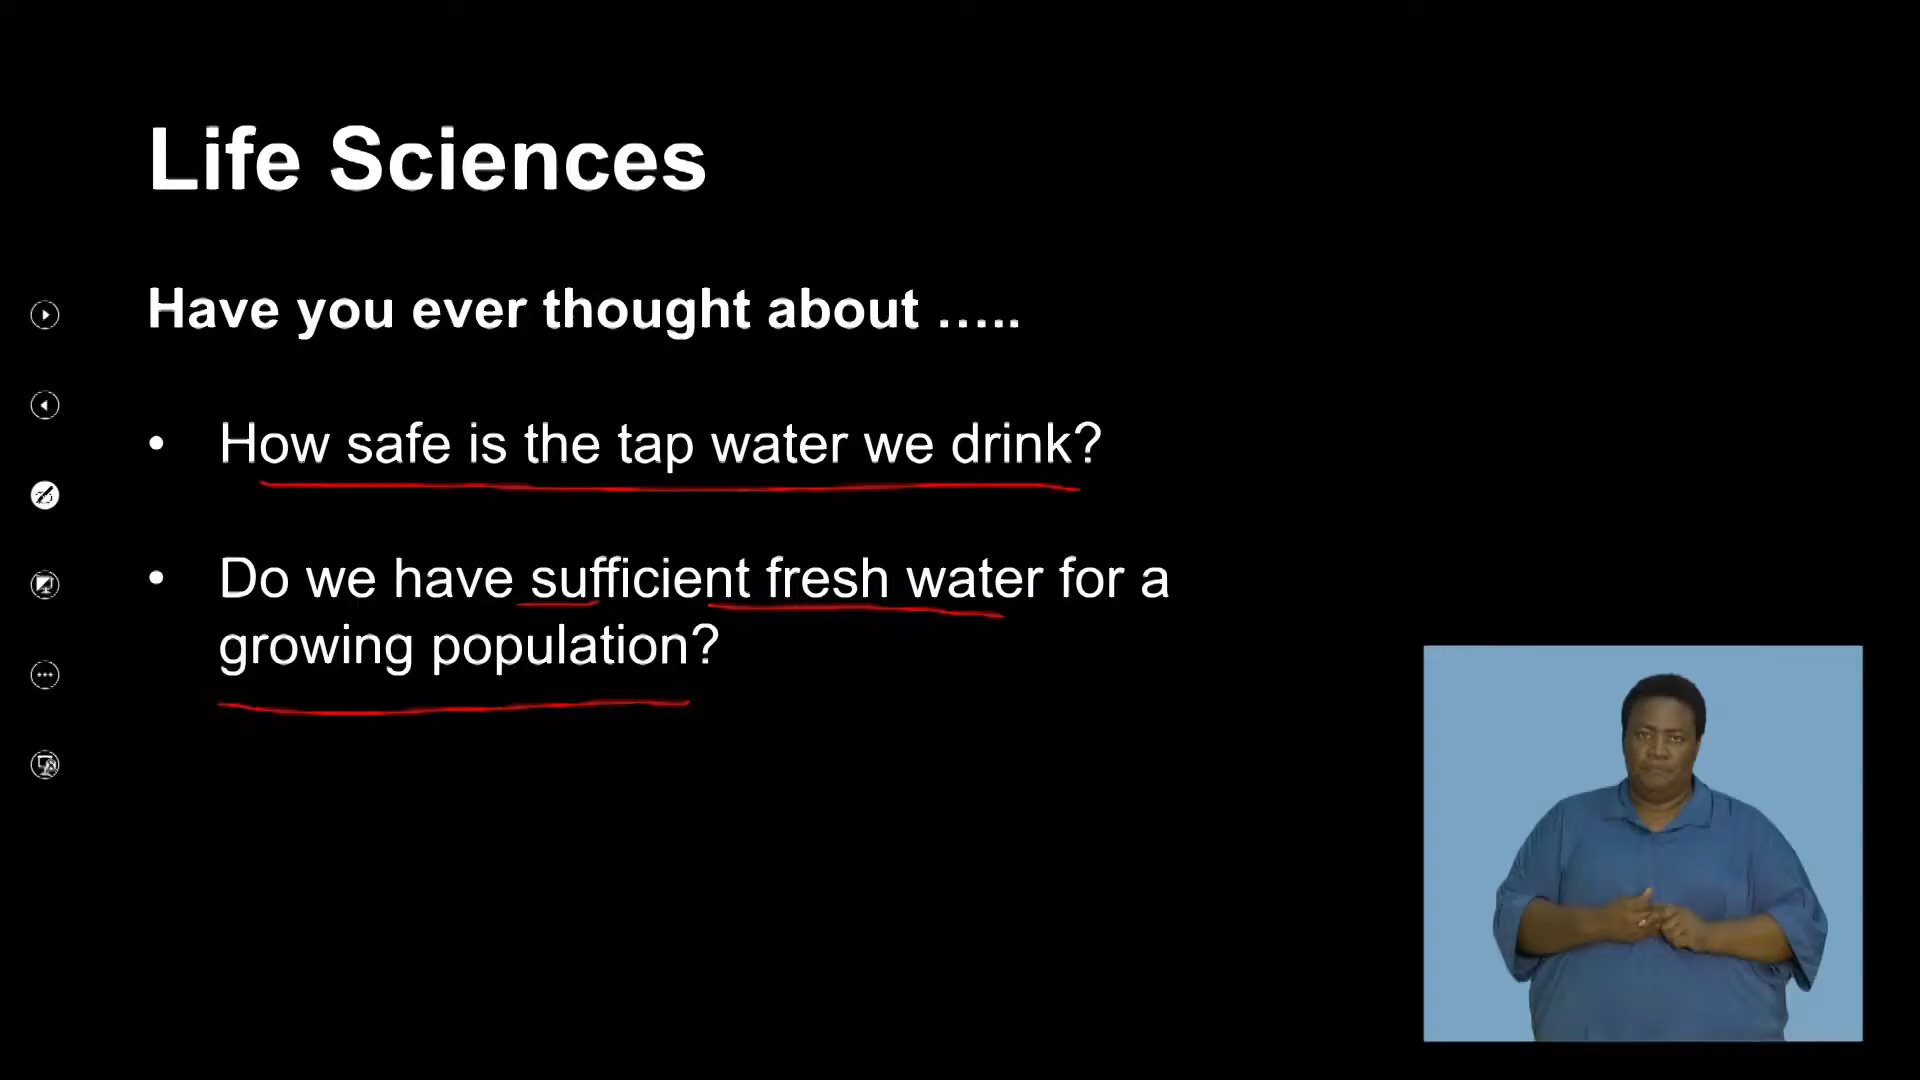 Life Sciences
Have you ever thought about .....
• How safe is the tap water we drink?
• Do we have sufficient fresh water for a
growing population?